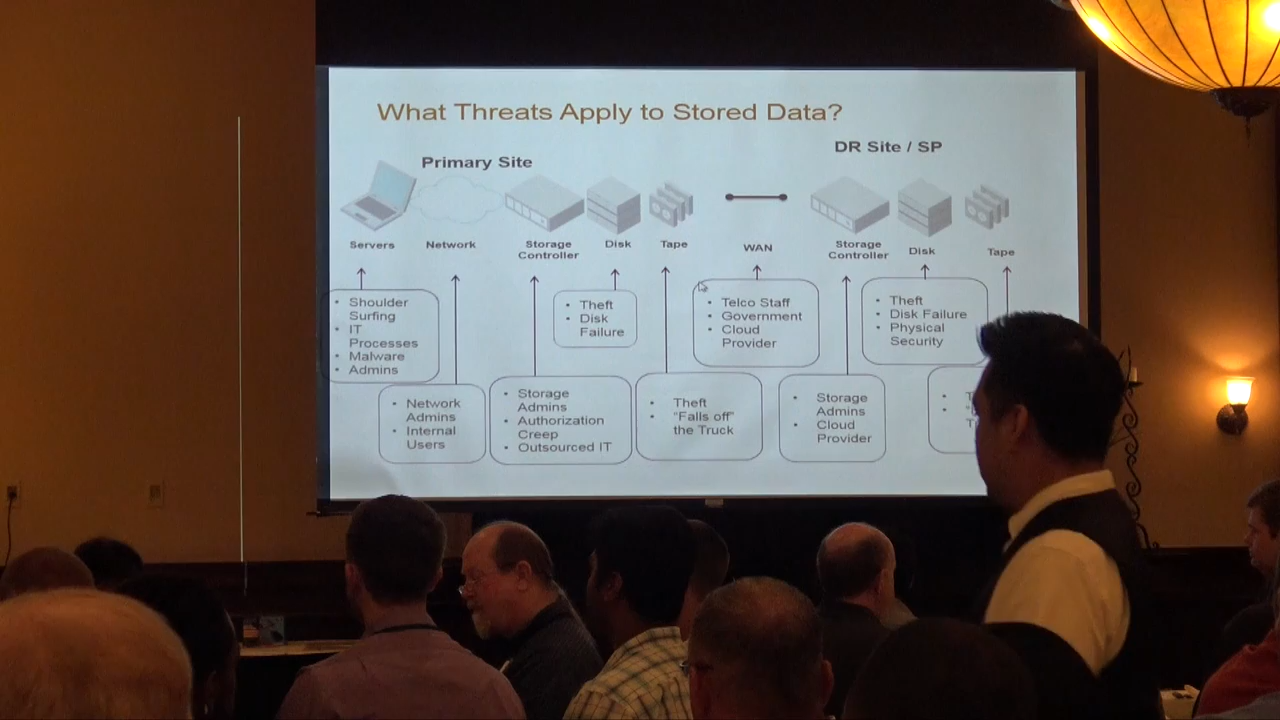 What Threats Apply to Stored Data?
Primary Site
DR Site / SP
Servers
Network
Storage
Controller
Disk
Tape
WAN
Storage
Controller
Disk
Tape
• Shoulder
Surfing
• IT
Processes
• Malware
• Admins
• Network
Admins
• Internal
Users
• Storage
Admins
• Authorization
Creep
• Outsourced IT
• Theft
• Disk
Failure
• Theft
• "Falls off"
the Truck
• Telco Staff
• Government
• Cloud
Provider
• Storage
Admins
• Cloud
Provider
• Theft
• Disk Failure
• Physical
Security